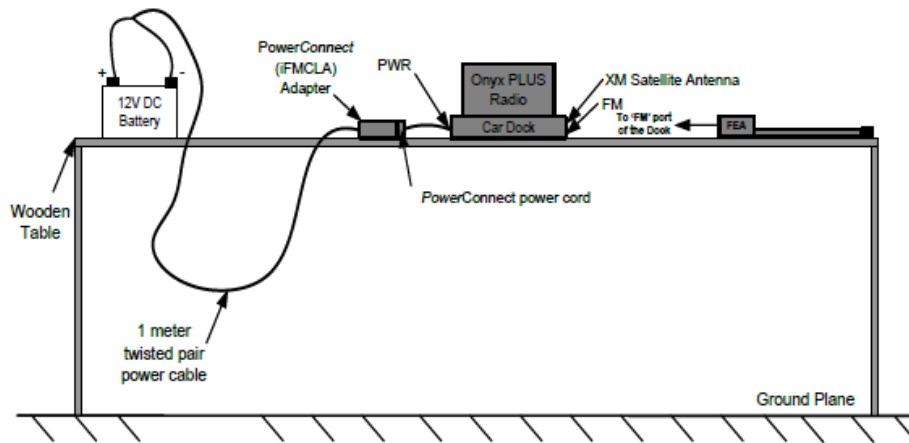 PowerConnect
(iFMCLA)
Adapter
PWR
Onyx PLUS
Radio
XM Satellite Antenna
FM
+
-
12V DC
Battery
Car Dock
To 'FM' port
of the Dock
FEA
Wooden
Table
PowerConnect power cord
1 meter
twisted pair
power cable
Ground Plane